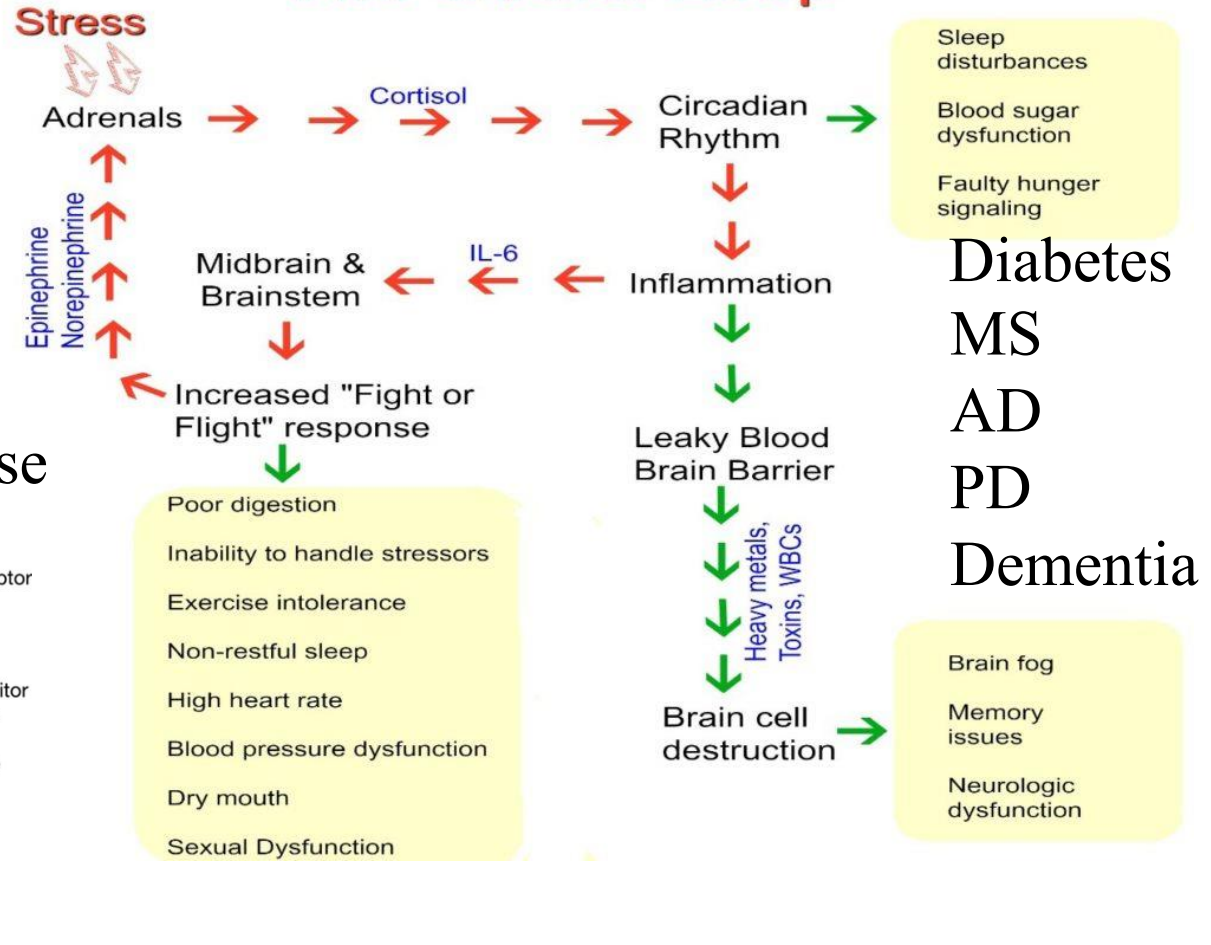 Stress
Adrenals
Cortisol
Circadian
Rhythm
Sleep
disturbances
Blood sugar
dysfunction
Faulty hunger
signaling
Epinephrine
Norepinephrine
Midbrain &
Brainstem
IL-6
Inflammation
Diabetes
MS
AD
PD
Dementia
Increased "Fight or
Flight" response
Leaky Blood
Brain Barrier
Heavy metals,
Toxins, WBCs
Poor digestion
Inability to handle stressors
Exercise intolerance
Non-restful sleep
High heart rate
Blood pressure dysfunction
Dry mouth
Sexual Dysfunction
Brain cell
destruction
Brain fog
Memory
issues
Neurologic
dysfunction